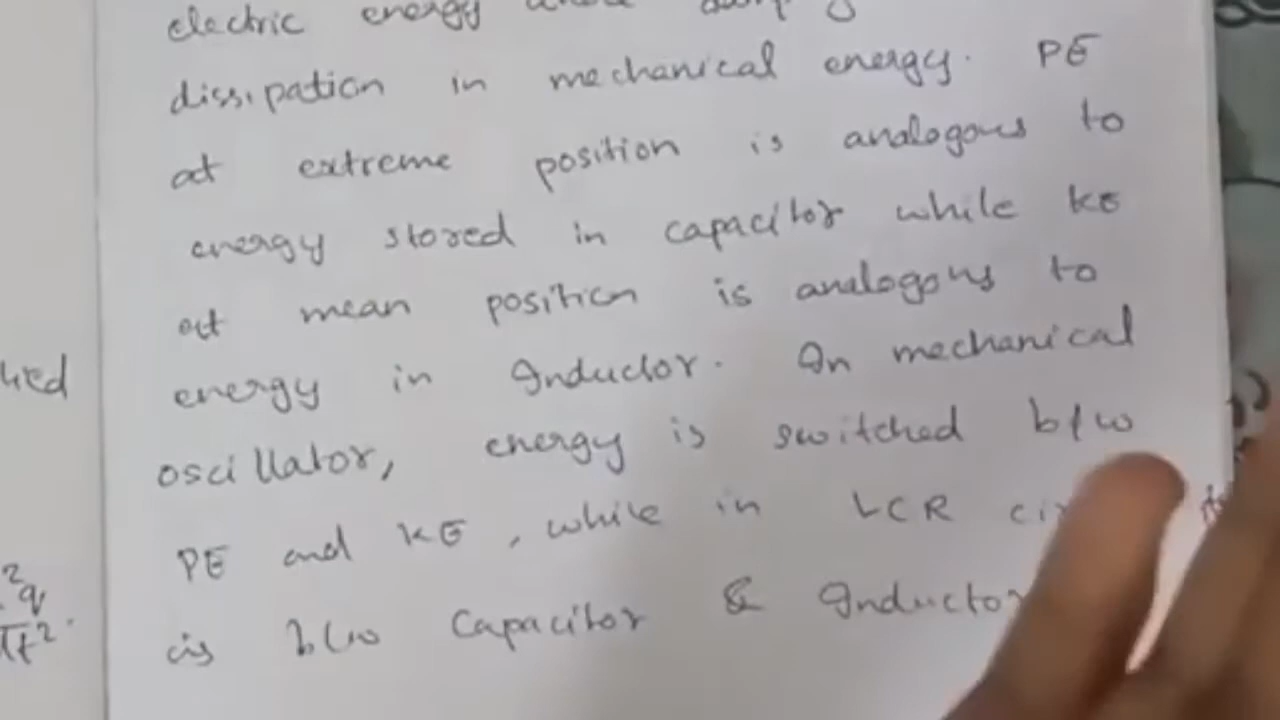 electric energy
dissipation in mechanical energy. PE
at extreme position is analogous to
energy stored in capacitor while KE
at mean position is analogous to
energy in Inductor. In mechanical
oscillator, energy is switched b/w
PE and KE, while in LCR
is b/w Capacitor & Inductor